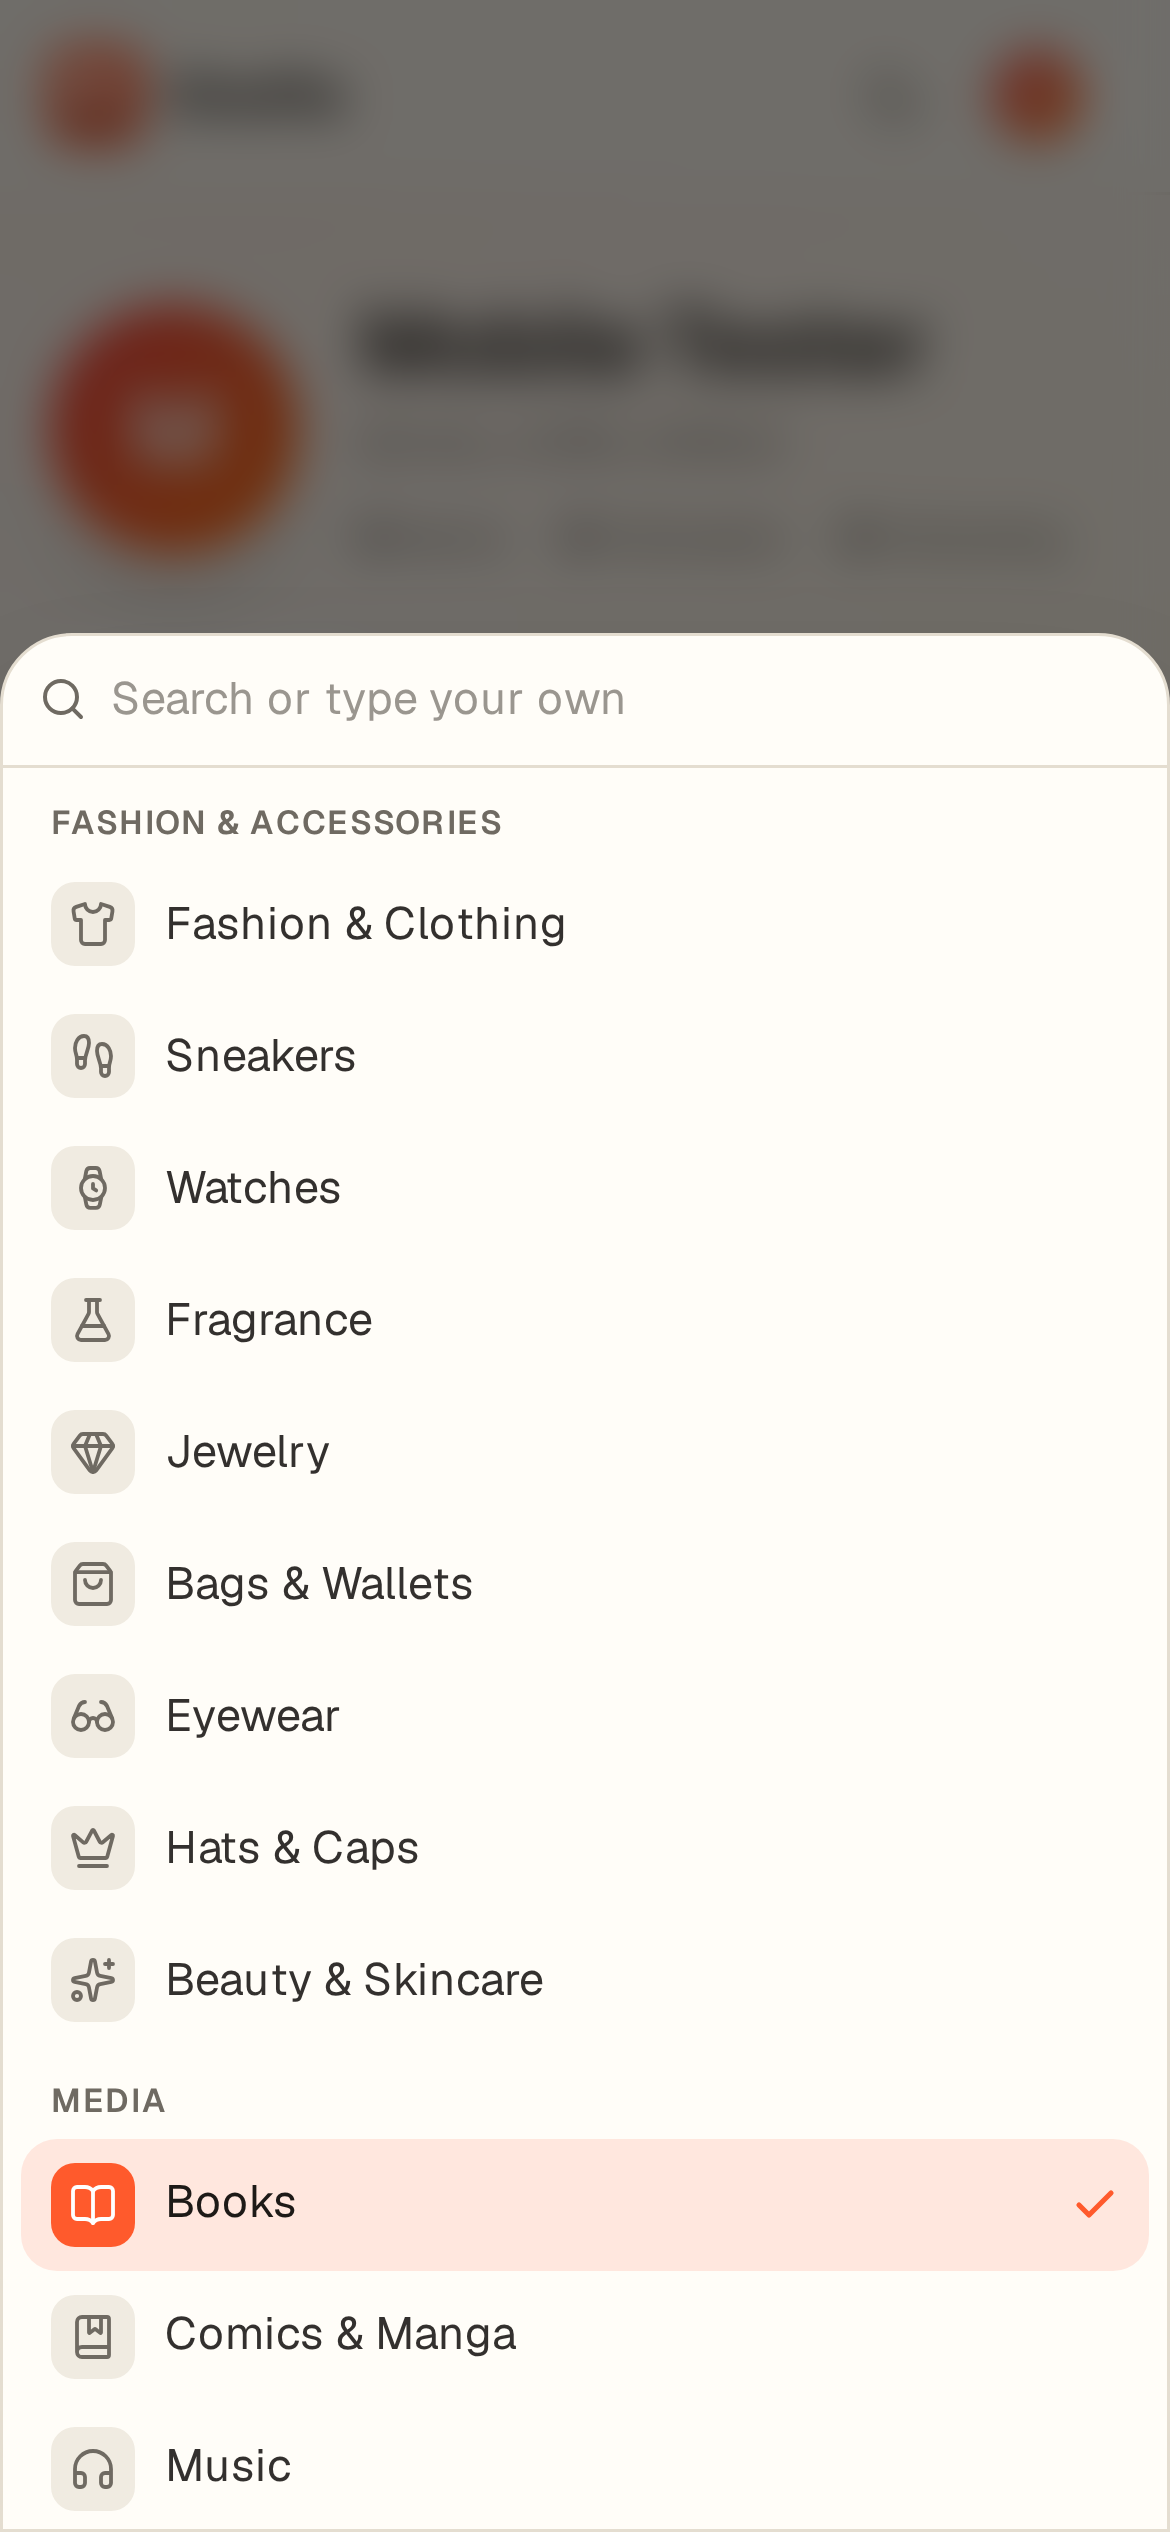 Search or type your own
FASHION & ACCESSORIES
Fashion & Clothing
Sneakers
Watches
Fragrance
Jewelry
Bags & Wallets
Eyewear
Hats & Caps
Beauty & Skincare
MEDIA
Books
Comics & Manga
Music